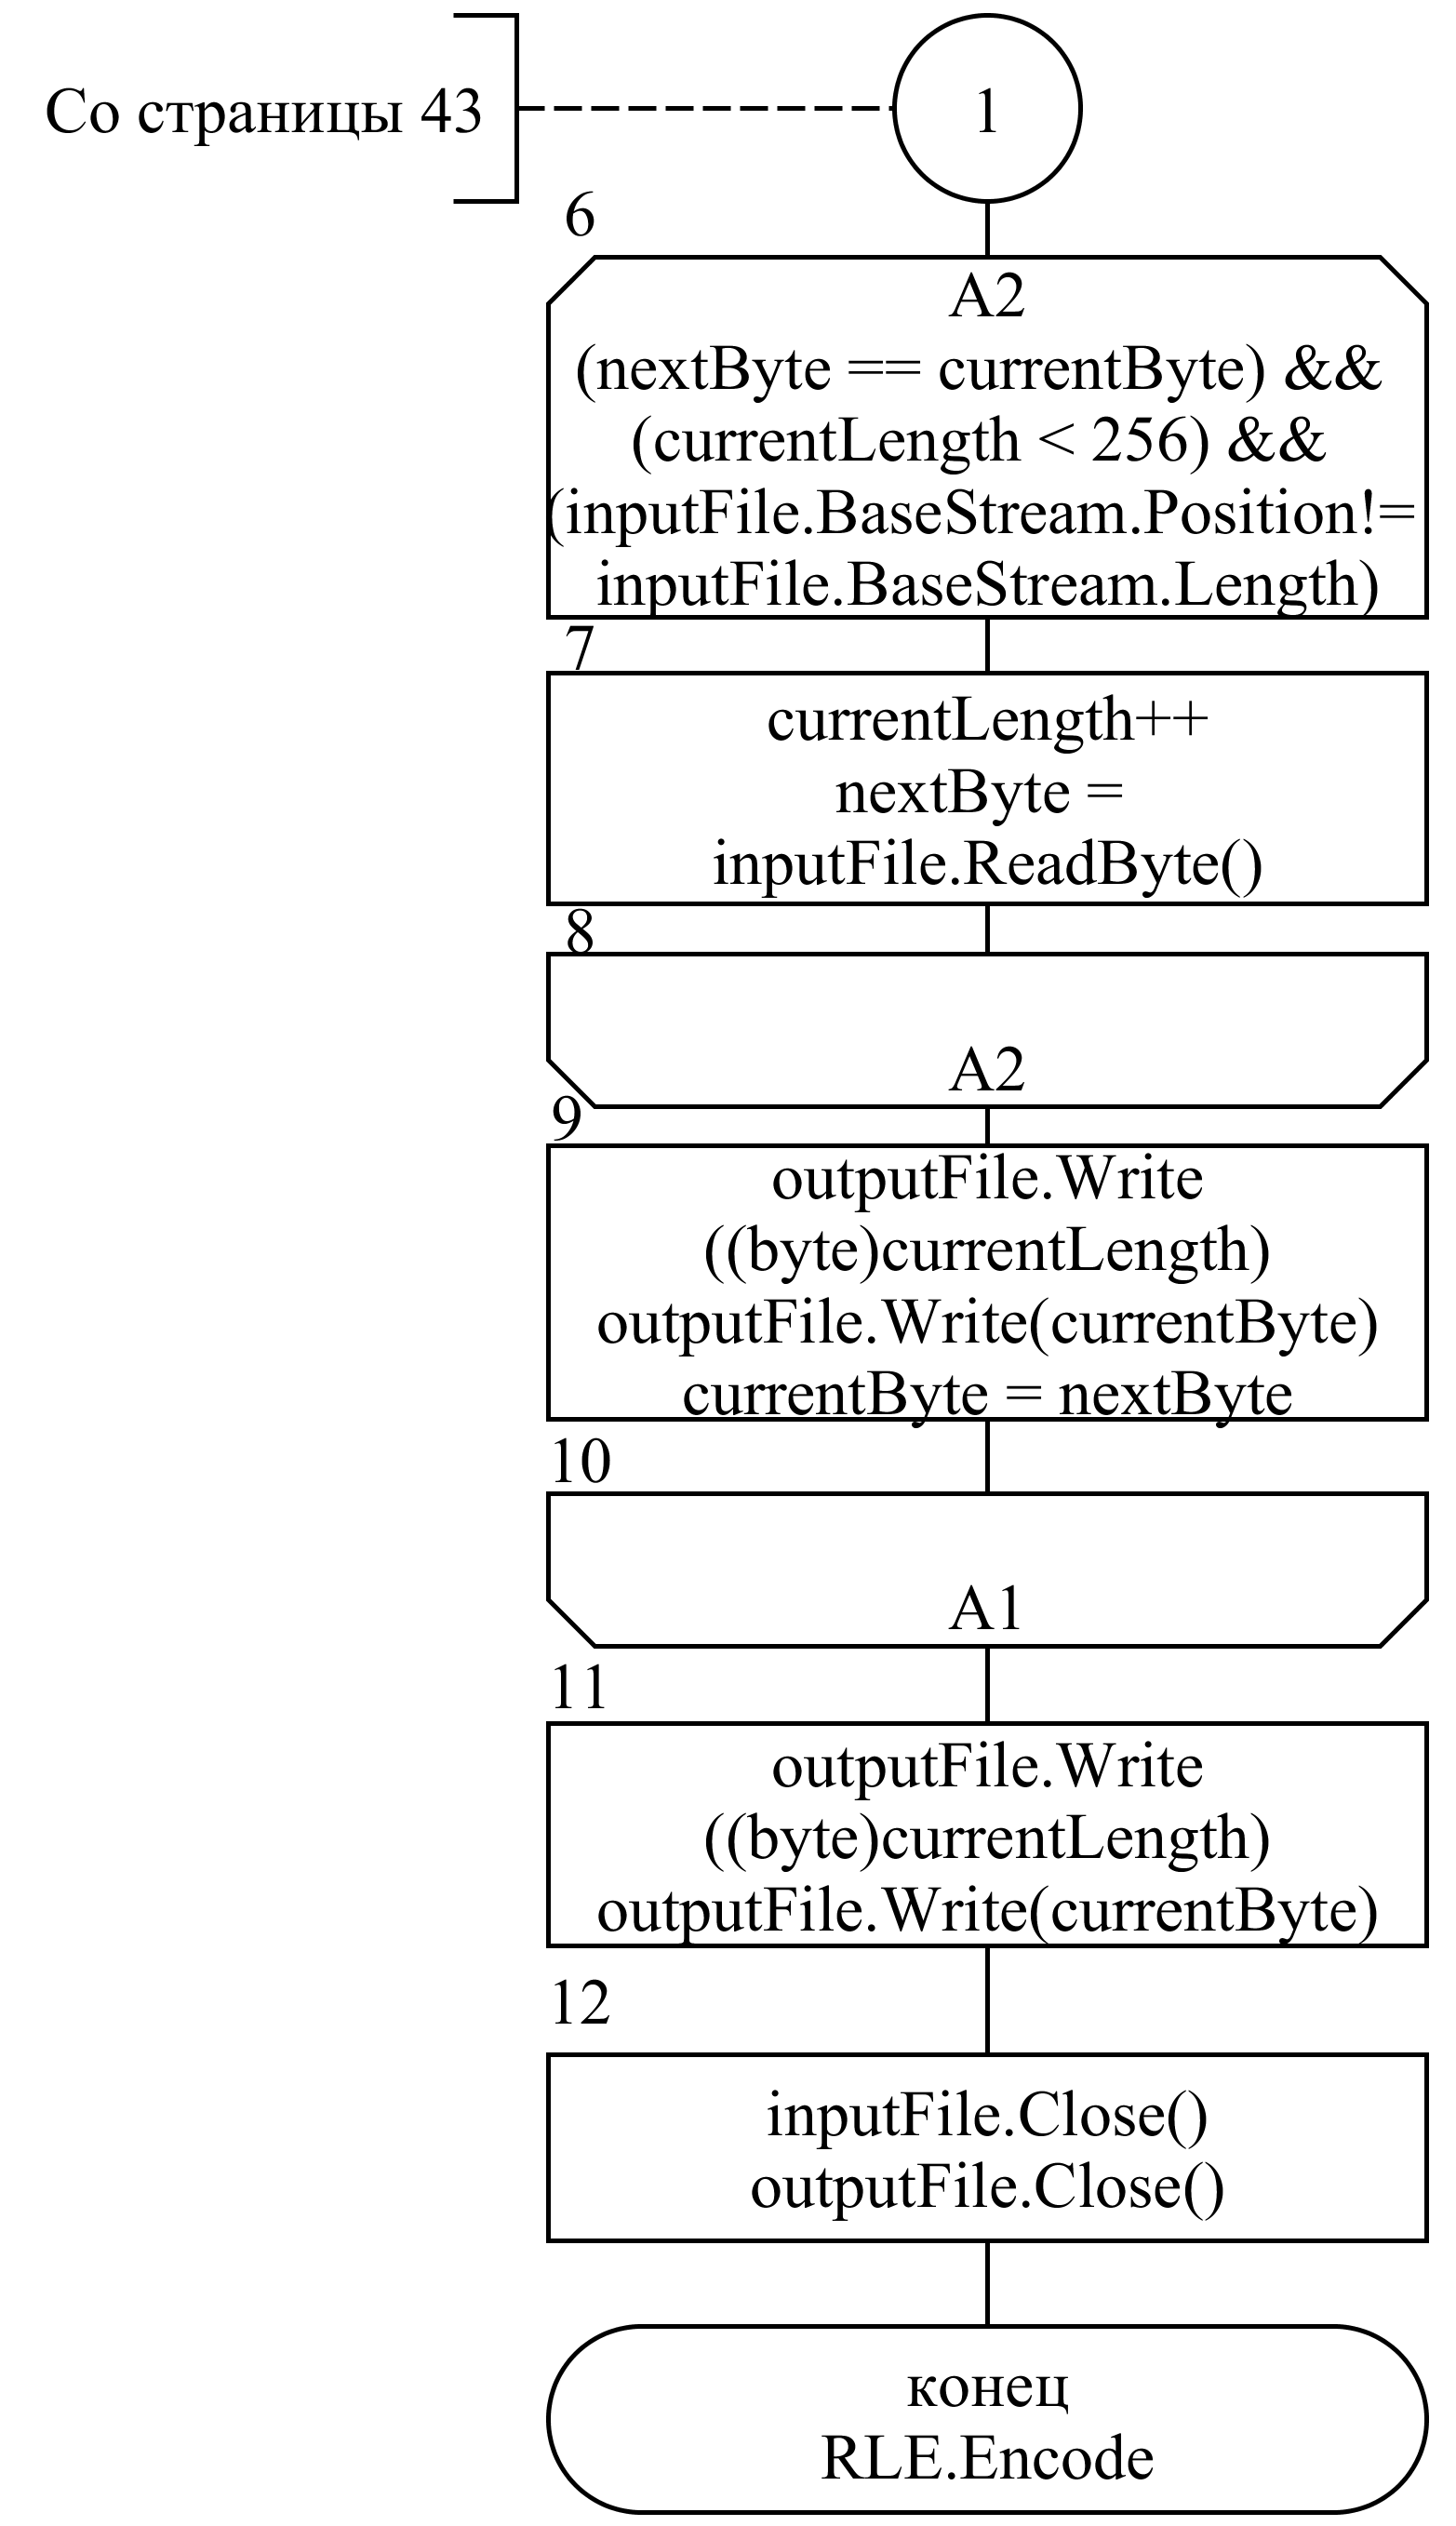 Со страницы 43
1
6
A2
(nextByte == currentByte) &&
(currentLength < 256) &&
(inputFile.BaseStream.Position!=
inputFile.BaseStream.Length)
7
currentLength++
nextByte =
inputFile.ReadByte()
8
A2
9
outputFile.Write
((byte)currentLength)
outputFile.Write(currentByte)
currentByte = nextByte
10
A1
11
outputFile.Write
((byte)currentLength)
outputFile.Write(currentByte)
12
inputFile.Close()
outputFile.Close()
конец
RLE.Encode